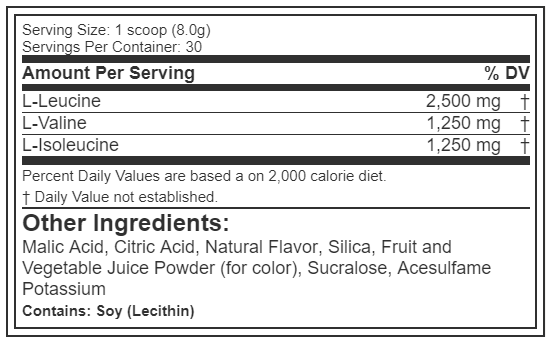 Serving Size: 1 scoop (8.0g)
Servings Per Container: 30
Amount Per Serving % DV
L-Leucine 2,500 mg †
L-Valine 1,250 mg †
L-Isoleucine 1,250 mg †
Percent Daily Values are based a on 2,000 calorie diet.
† Daily Value not established.
Other Ingredients:
Malic Acid, Citric Acid, Natural Flavor, Silica, Fruit and
Vegetable Juice Powder (for color), Sucralose, Acesulfame
Potassium
Contains: Soy (Lecithin)